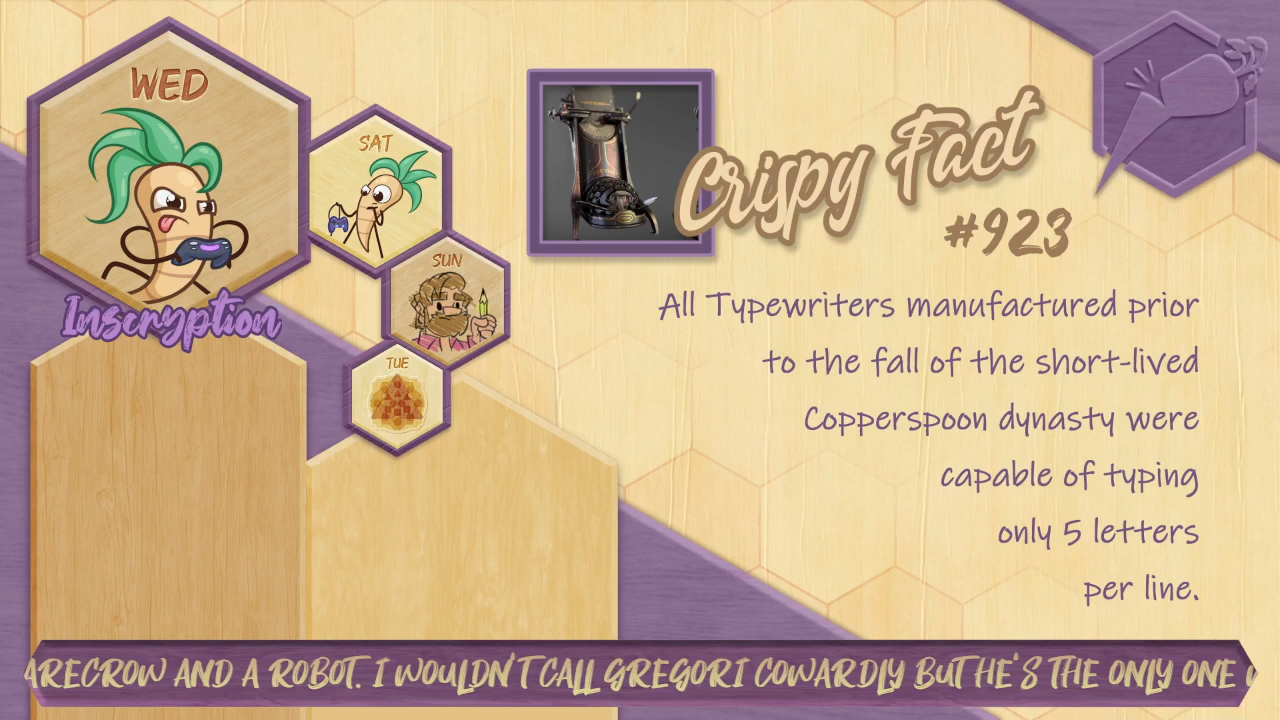 WED
Inscryption
SAT
SUN
TUE
Crispy Fact
#923
All Typewriters manufactured prior
to the fall of the short-lived
Copperspoon dynasty were
capable of typing
only 5 letters
per line.
ARECROW AND A ROBOT. I WOULDN'T CALL GREGORI COWARDLY BUT HE'S THE ONLY ONE